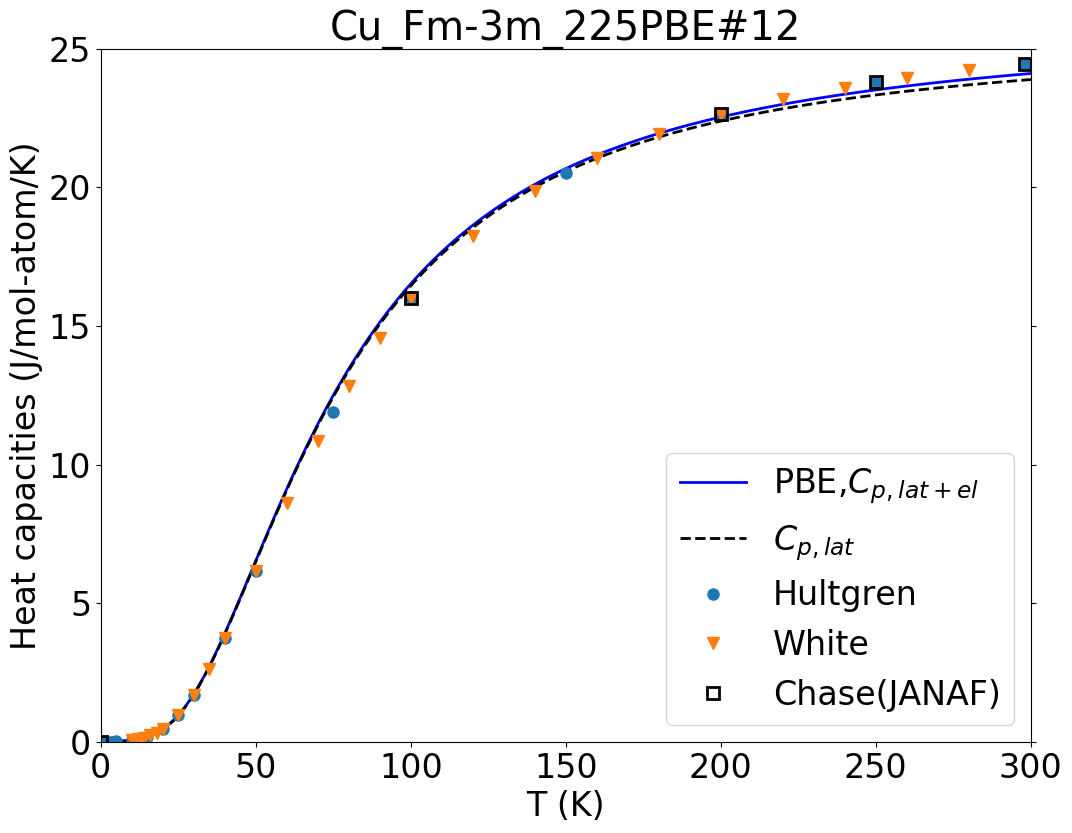 Cu_Fm-3m_225PBE#12
Heat capacities (J/mol-atom/K)
25
20
15
10
5
0
0 50 100 150 200 250 300
T (K)
PBE,C_{p, lat+el}
C_{p, lat}
Hultgren
White
Chase(JANAF)